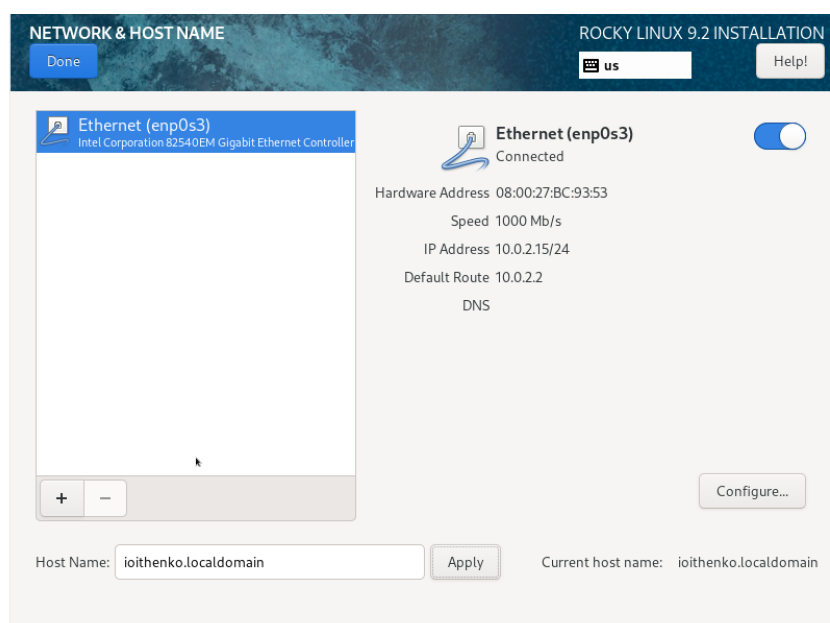 NETWORK & HOST NAME
ROCKY LINUX 9.2 INSTALLATION
Done
us
Help!
Ethernet (enp0s3)
Intel Corporation 82540EM Gigabit Ethernet Controller
Ethernet (enp0s3)
Connected
Hardware Address 08:00:27:BC:93:53
Speed 1000 Mb/s
IP Address 10.0.2.15/24
Default Route 10.0.2.2
DNS
+ −
Configure...
Host Name: ioithenko.localdomain Apply Current host name: ioithenko.localdomain